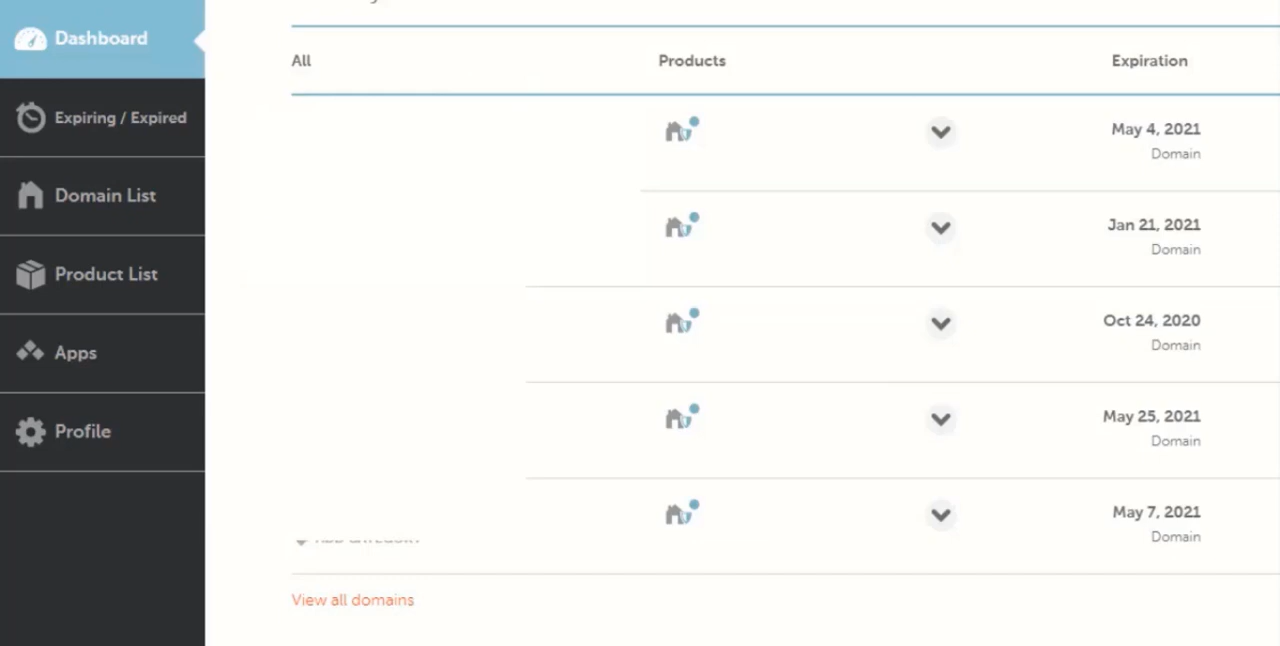 Dashboard
Expiring / Expired
Domain List
Product List
Apps
Profile
All Products Expiration
May 4, 2021
Domain
Jan 21, 2021
Domain
Oct 24, 2020
Domain
May 25, 2021
Domain
May 7, 2021
Domain
View all domains